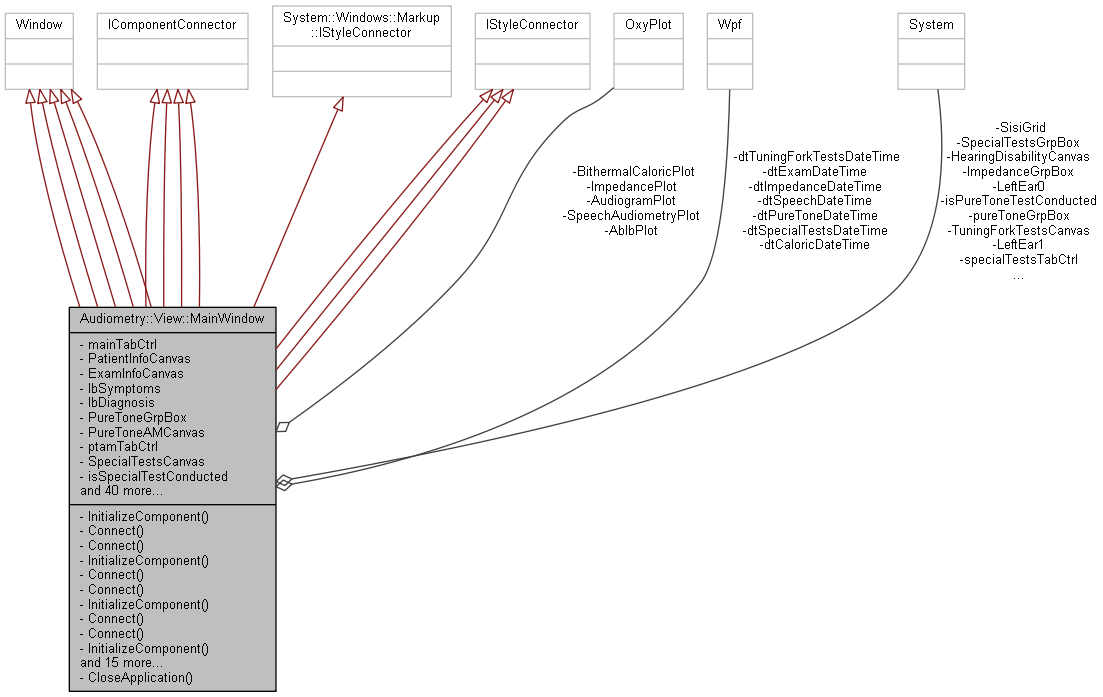 Window
IComponentConnector
System::Windows::Markup
::IStyleConnector
IStyleConnector
OxyPlot
Wpf
System
-BithermalCaloricPlot
-ImpedancePlot
-AudiogramPlot
-SpeechAudiometryPlot
-AblbPlot
-dtTuningForkTestsDateTime
-dtExamDateTime
-dtImpedanceDateTime
-dtSpeechDateTime
-dtPureToneDateTime
-dtSpecialTestsDateTime
-dtCaloricDateTime
-SisiGrid
-SpecialTestsGrpBox
-HearingDisabilityCanvas
-ImpedanceGrpBox
-LeftEar0
-isPureToneTestConducted
-pureToneGrpBox
-TuningForkTestsCanvas
-LeftEar1
-specialTestsTabCtrl
...
Audiometry::View::MainWindow
- mainTabCtrl
- PatientInfoCanvas
- ExamInfoCanvas
- lbSymptoms
- lbDiagnosis
- PureToneGrpBox
- PureToneAMCanvas
- ptamTabCtrl
- SpecialTestsCanvas
- isSpecialTestConducted
and 40 more...
- InitializeComponent()
- Connect()
- Connect()
- InitializeComponent()
- Connect()
- Connect()
- InitializeComponent()
- Connect()
- Connect()
- InitializeComponent()
and 15 more...
- CloseApplication()